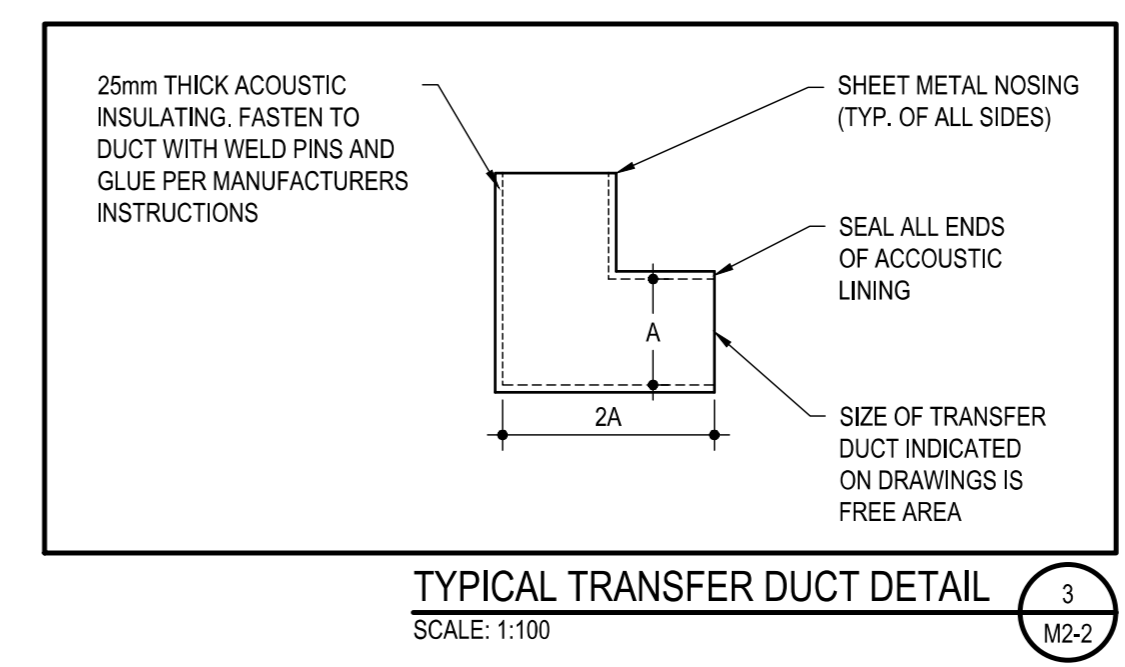 25mm THICK ACOUSTIC
INSULATING. FASTEN TO
DUCT WITH WELD PINS AND
GLUE PER MANUFACTURERS
INSTRUCTIONS
SHEET METAL NOSING
(TYP. OF ALL SIDES)
SEAL ALL ENDS
OF ACCOUSTIC
LINING
A
2A
SIZE OF TRANSFER
DUCT INDICATED
ON DRAWINGS IS
FREE AREA
TYPICAL TRANSFER DUCT DETAIL
SCALE: 1:100
3
M2-2